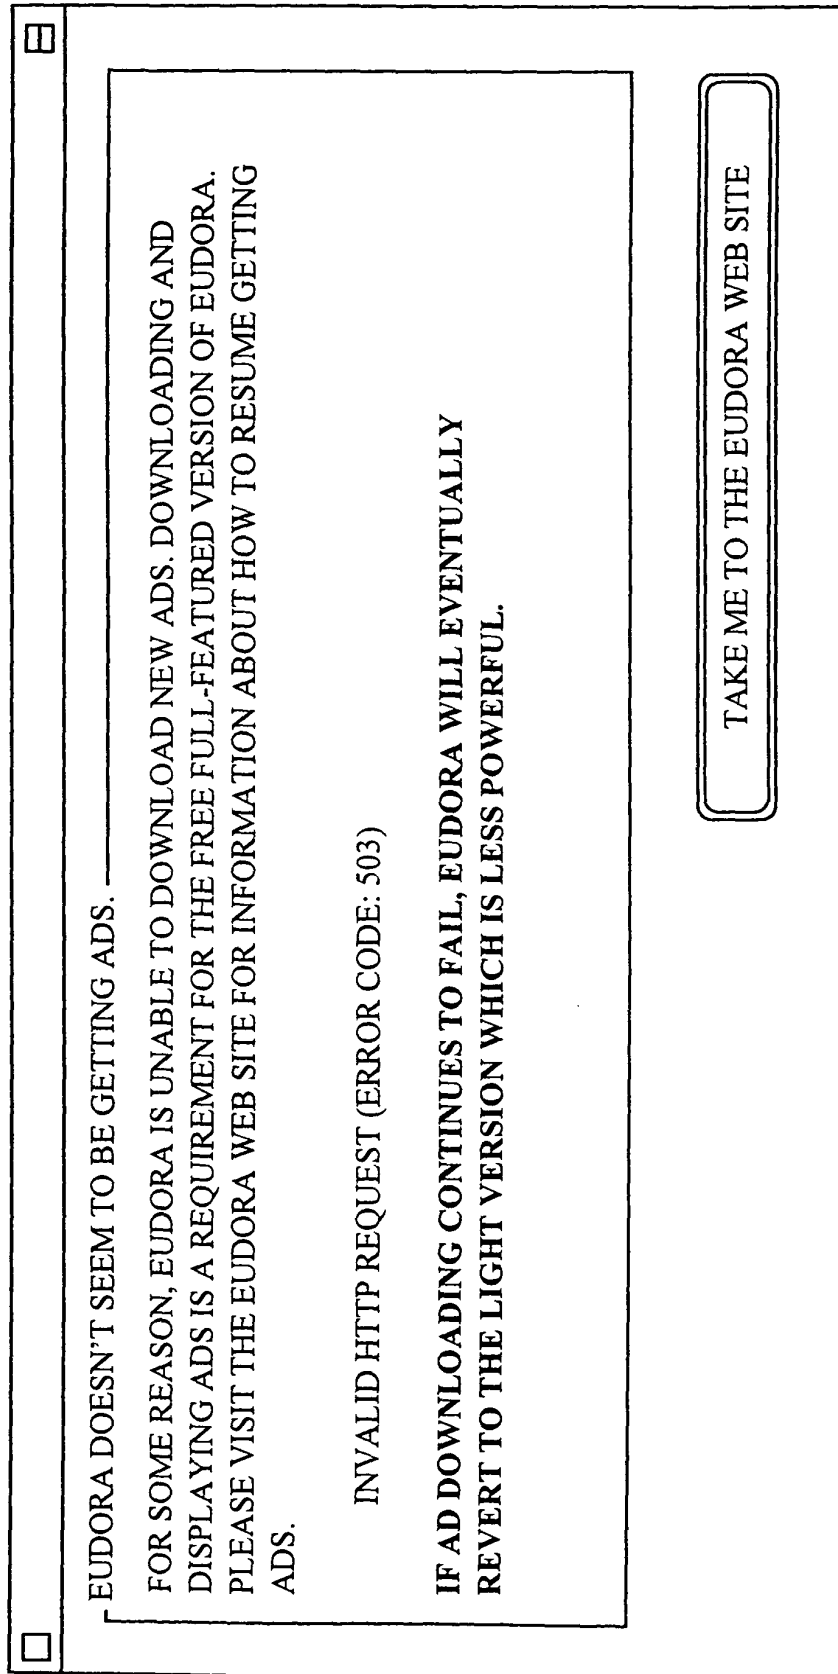 EUDORA DOESN'T SEEM TO BE GETTING ADS.
FOR SOME REASON, EUDORA IS UNABLE TO DOWNLOAD NEW ADS. DOWNLOADING AND
DISPLAYING ADS IS A REQUIREMENT FOR THE FREE FULL-FEATURED VERSION OF EUDORA.
PLEASE VISIT THE EUDORA WEB SITE FOR INFORMATION ABOUT HOW TO RESUME GETTING
ADS.
INVALID HTTP REQUEST (ERROR CODE: 503)
IF AD DOWNLOADING CONTINUES TO FAIL, EUDORA WILL EVENTUALLY
REVERT TO THE LIGHT VERSION WHICH IS LESS POWERFUL.
TAKE ME TO THE EUDORA WEB SITE